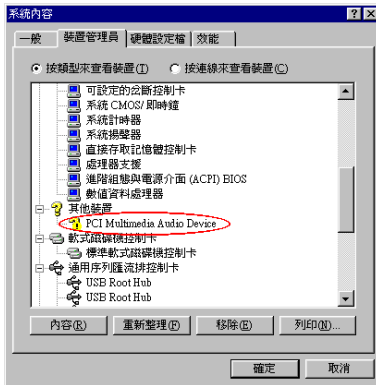 系統內容
一般 裝置管理員 硬體設定檔 效能
按類型來查看裝置(I) 按連線來查看裝置(C)
可設定的岔斷控制卡
系統 CMOS/即時鐘
系統計時器
系統揚聲器
直接存取記憶體控制卡
處理器支援
進階組態與電源介面 (ACPI) BIOS
數值資料處理器
其他裝置
PCI Multimedia Audio Device
軟式磁碟機控制卡
標準軟式磁碟機控制卡
通用序列匯流排控制卡
USB Root Hub
USB Root Hub
內容(R) 重新整理(F) 移除(E) 列印(N)...
確定 取消